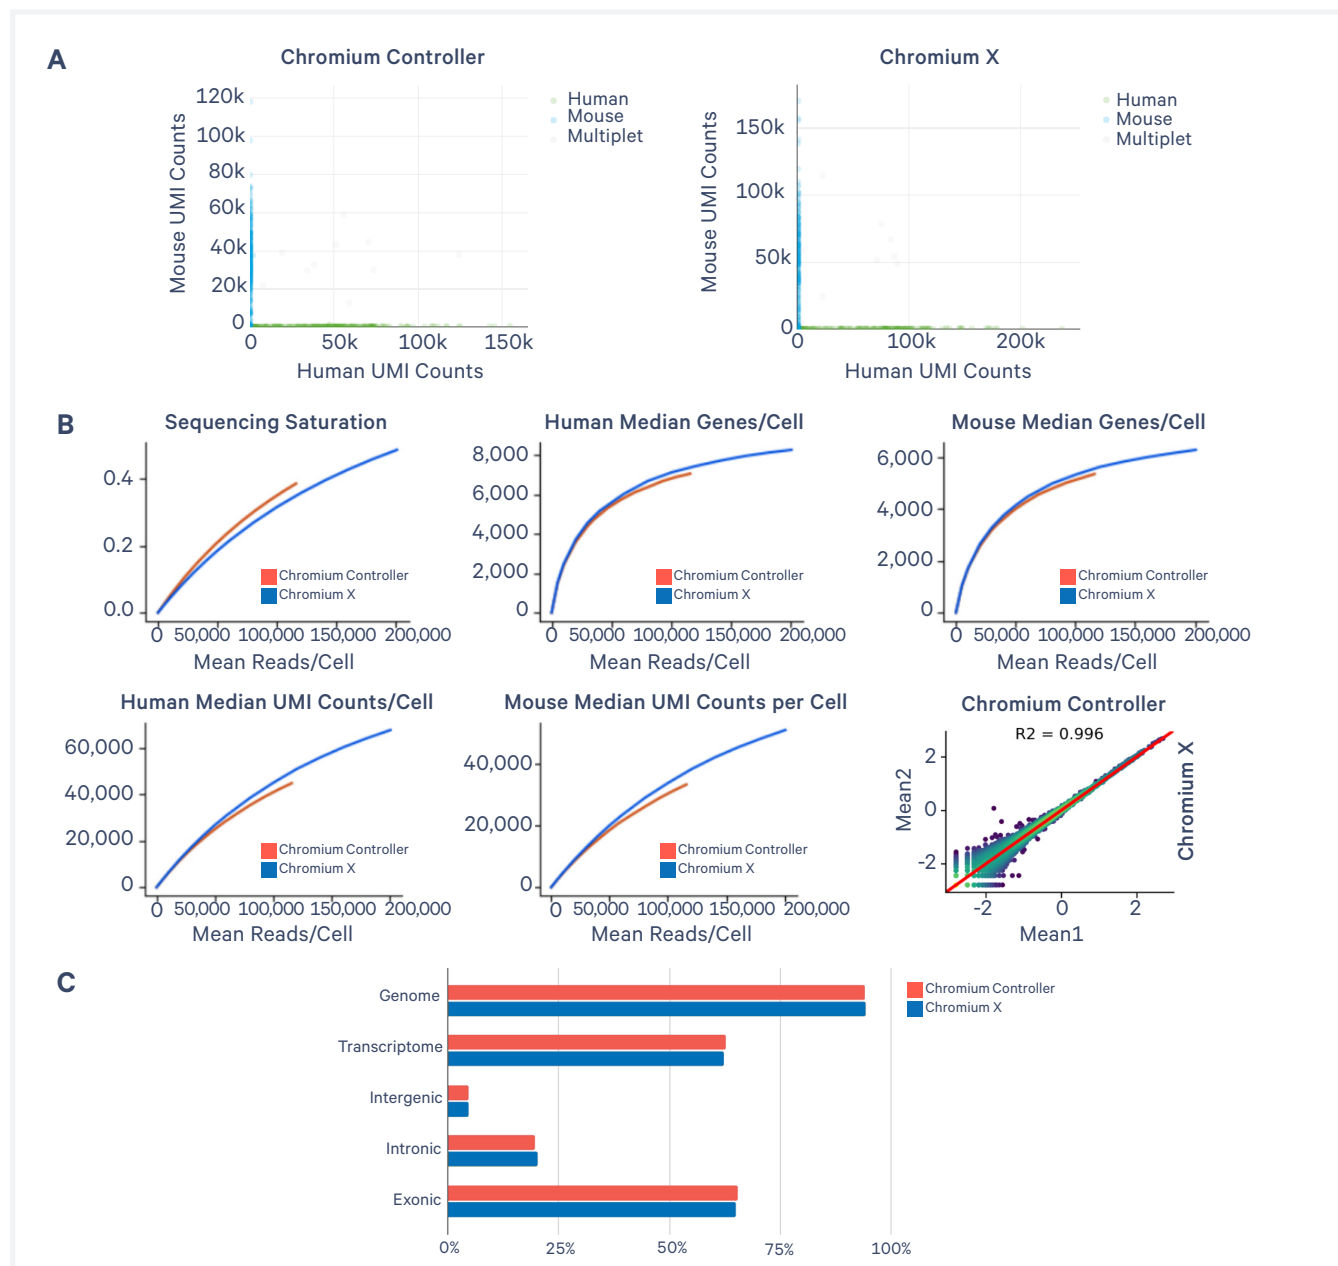 A
Chromium Controller
Mouse UMI Counts
120k
100k
80k
60k
40k
20k
0
0 50k 100k 150k
Human UMI Counts
Human
Mouse
Multiplet
Chromium X
Mouse UMI Counts
150k
100k
50k
0
0 100k 200k
Human UMI Counts
Human
Mouse
Multiplet
B
Sequencing Saturation
0.4
0.2
0.0
0 50,000 100,000 150,000 200,000
Mean Reads/Cell
Chromium Controller
Chromium X
Human Median Genes/Cell
8,000
6,000
4,000
2,000
0
0 50,000 100,000 150,000 200,000
Mean Reads/Cell
Chromium Controller
Chromium X
Mouse Median Genes/Cell
6,000
4,000
2,000
0
0 50,000 100,000 150,000 200,000
Mean Reads/Cell
Chromium Controller
Chromium X
Human Median UMI Counts/Cell
60,000
40,000
20,000
0
0 50,000 100,000 150,000 200,000
Mean Reads/Cell
Chromium Controller
Chromium X
Mouse Median UMI Counts per Cell
40,000
20,000
0
0 50,000 100,000 150,000 200,000
Mean Reads/Cell
Chromium Controller
Chromium X
Chromium Controller
R2 = 0.996
Mean2
2
0
-2
-2 0 2
Mean1
Chromium X
C
Genome
Transcriptome
Intergenic
Intronic
Exonic
0% 25% 50% 75% 100%
Chromium Controller
Chromium X